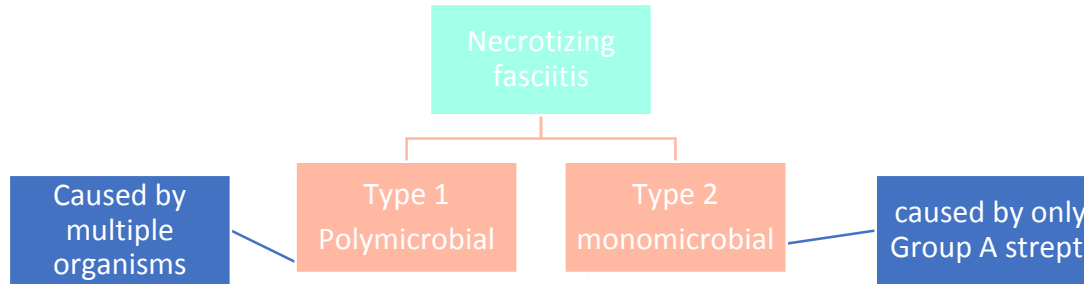 Necrotizing
fasciitis
Type 1
Polymicrobial
Type 2
monomicrobial
Caused by
multiple
organisms
caused by only
Group A strept